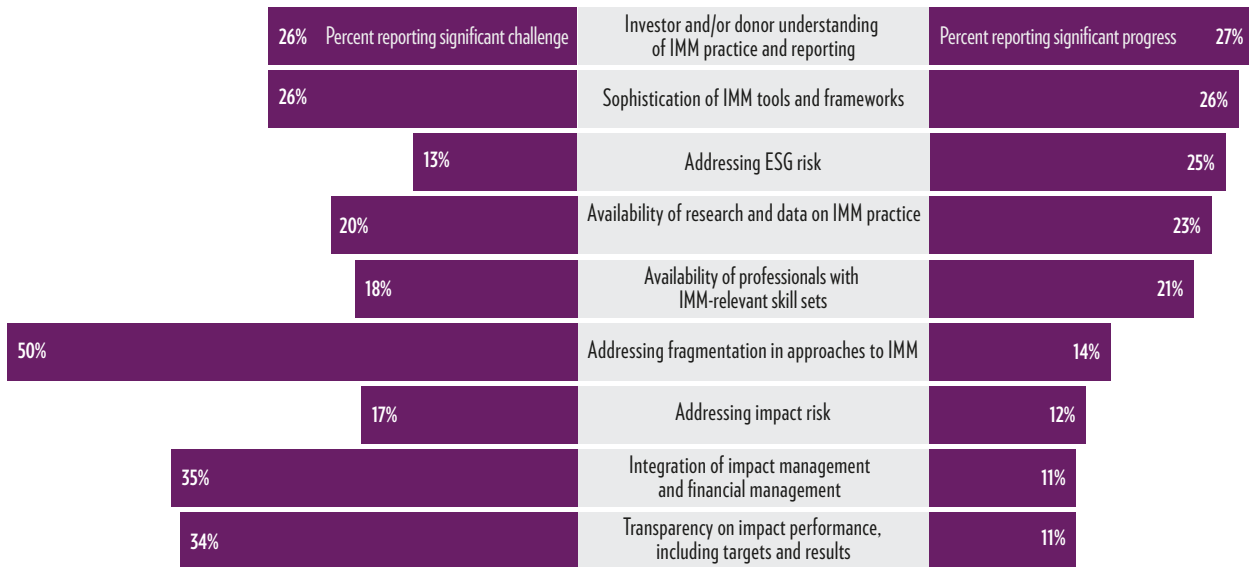 26% Percent reporting significant challenge
Investor and/or donor understanding
of IMM practice and reporting
Percent reporting significant progress 27%
26%
Sophistication of IMM tools and frameworks
26%
13%
Addressing ESG risk
25%
20%
Availability of research and data on IMM practice
23%
18%
Availability of professionals with
IMM-relevant skill sets
21%
50%
Addressing fragmentation in approaches to IMM
14%
17%
Addressing impact risk
12%
35%
Integration of impact management
and financial management
11%
34%
Transparency on impact performance,
including targets and results
11%